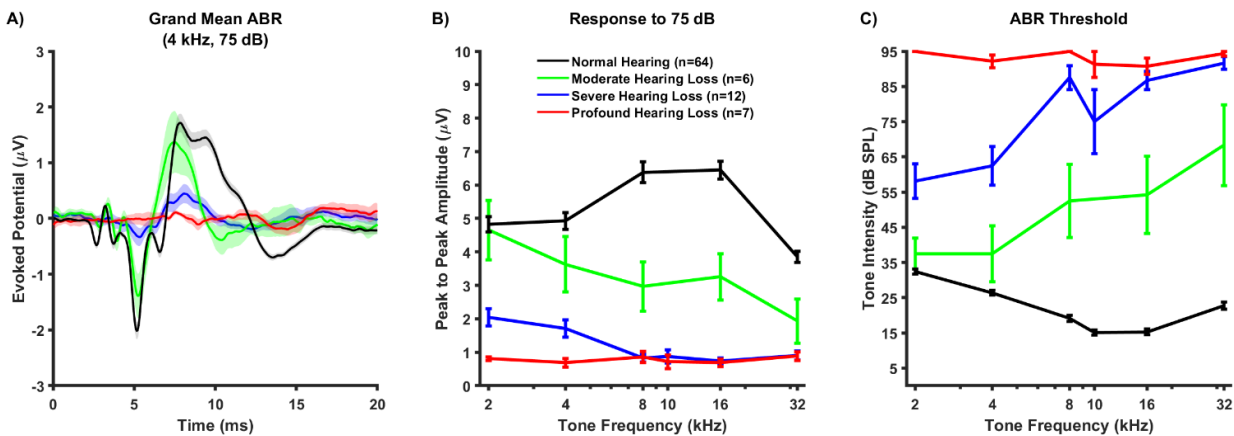 A)
Grand Mean ABR
(4 kHz, 75 dB)
Evoked Potential (μV)
3
2
1
0
-1
-2
-3
0
5
10
15
20
Time (ms)
B)
Response to 75 dB
Normal Hearing (n=64)
Moderate Hearing Loss (n=6)
Severe Hearing Loss (n=12)
Profound Hearing Loss (n=7)
Peak to Peak Amplitude (μV)
10
9
8
7
6
5
4
3
2
1
0
2
4
8
10
16
32
Tone Frequency (kHz)
C)
ABR Threshold
Tone Intensity (dB SPL)
95
85
75
65
55
45
35
25
15
5
2
4
8
10
16
32
Tone Frequency (kHz)